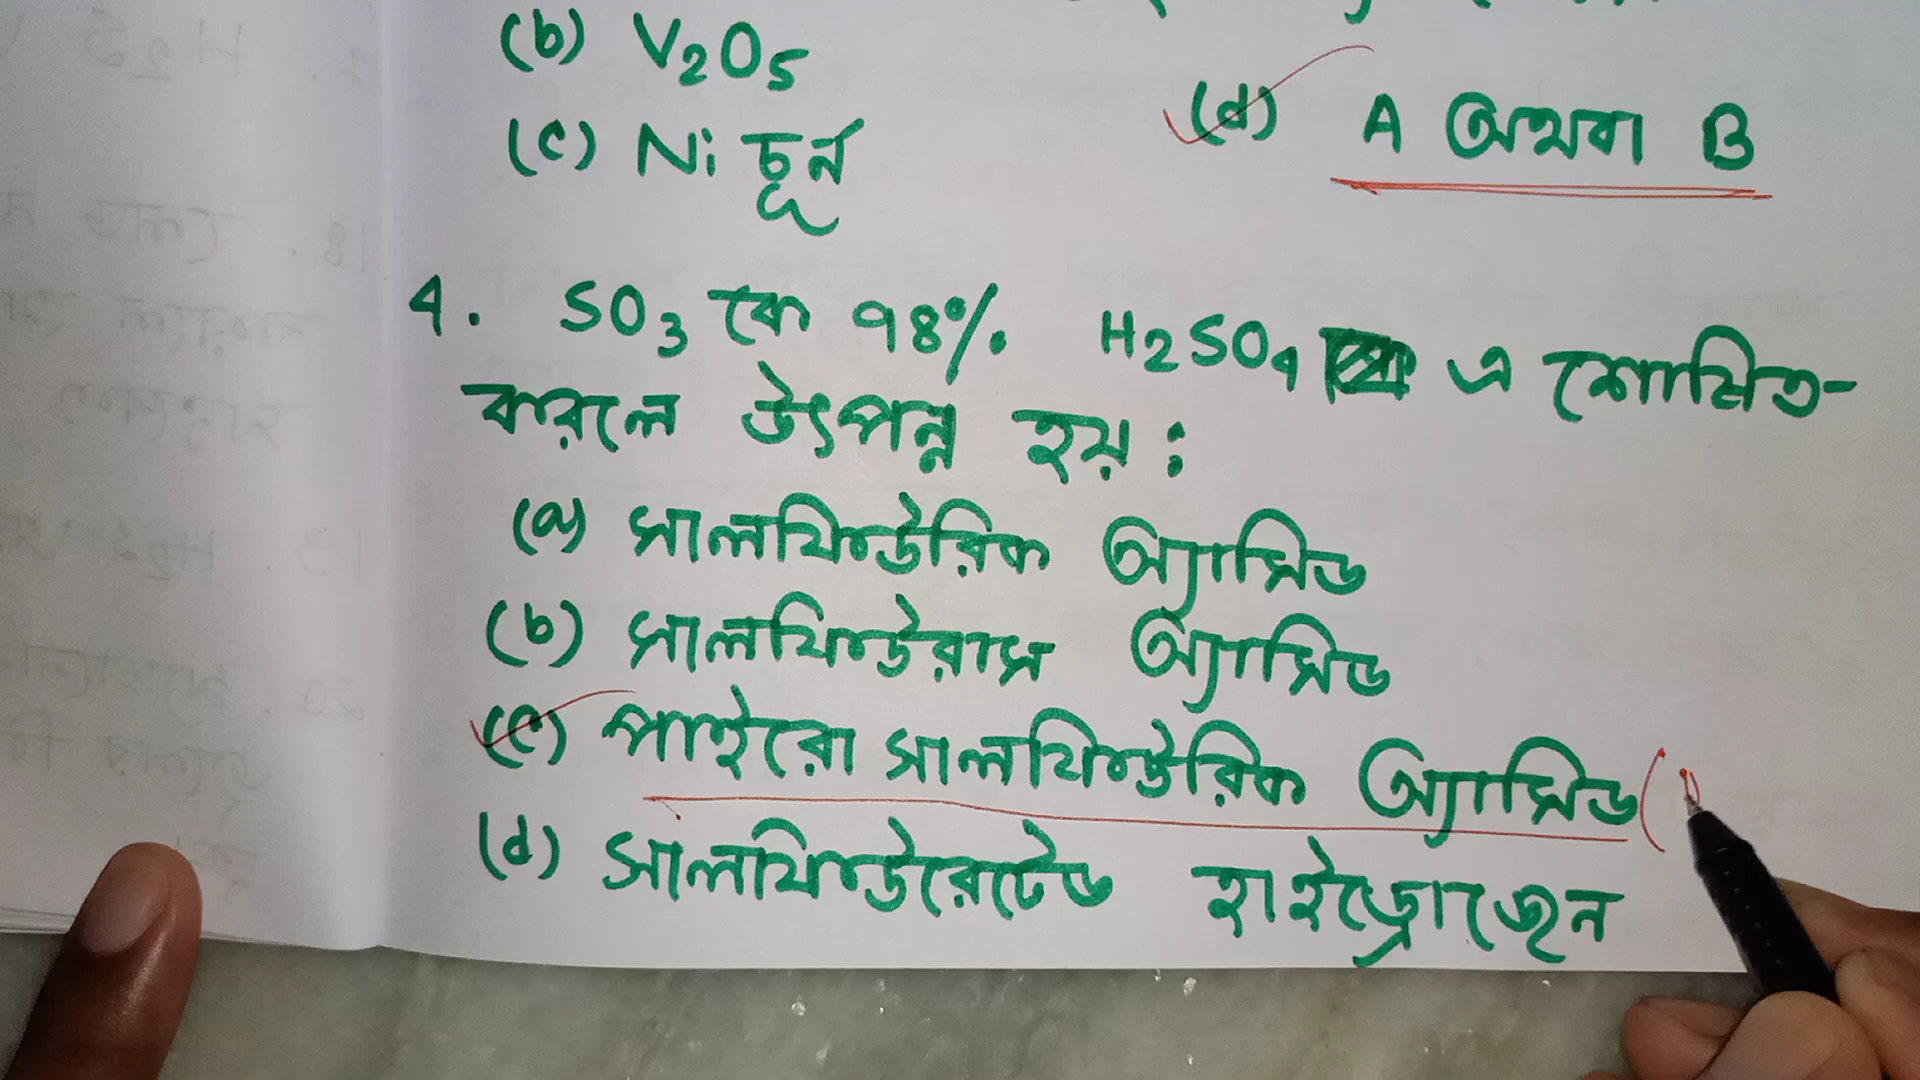 (b) V2O5
(d) A অথবা B
(c) Ni চূর্ন
4. SO3 কে 98% H2SO4 এ শোষিত
করলে উৎপন্ন হয় :
(a) সালফিউরিক অ্যাসিড
(b) সালফিউরাস অ্যাসিড
(c) পাইরো সালফিউরিক অ্যাসিড (
(d) সালফিউরেটেড হাইড্রোজেন